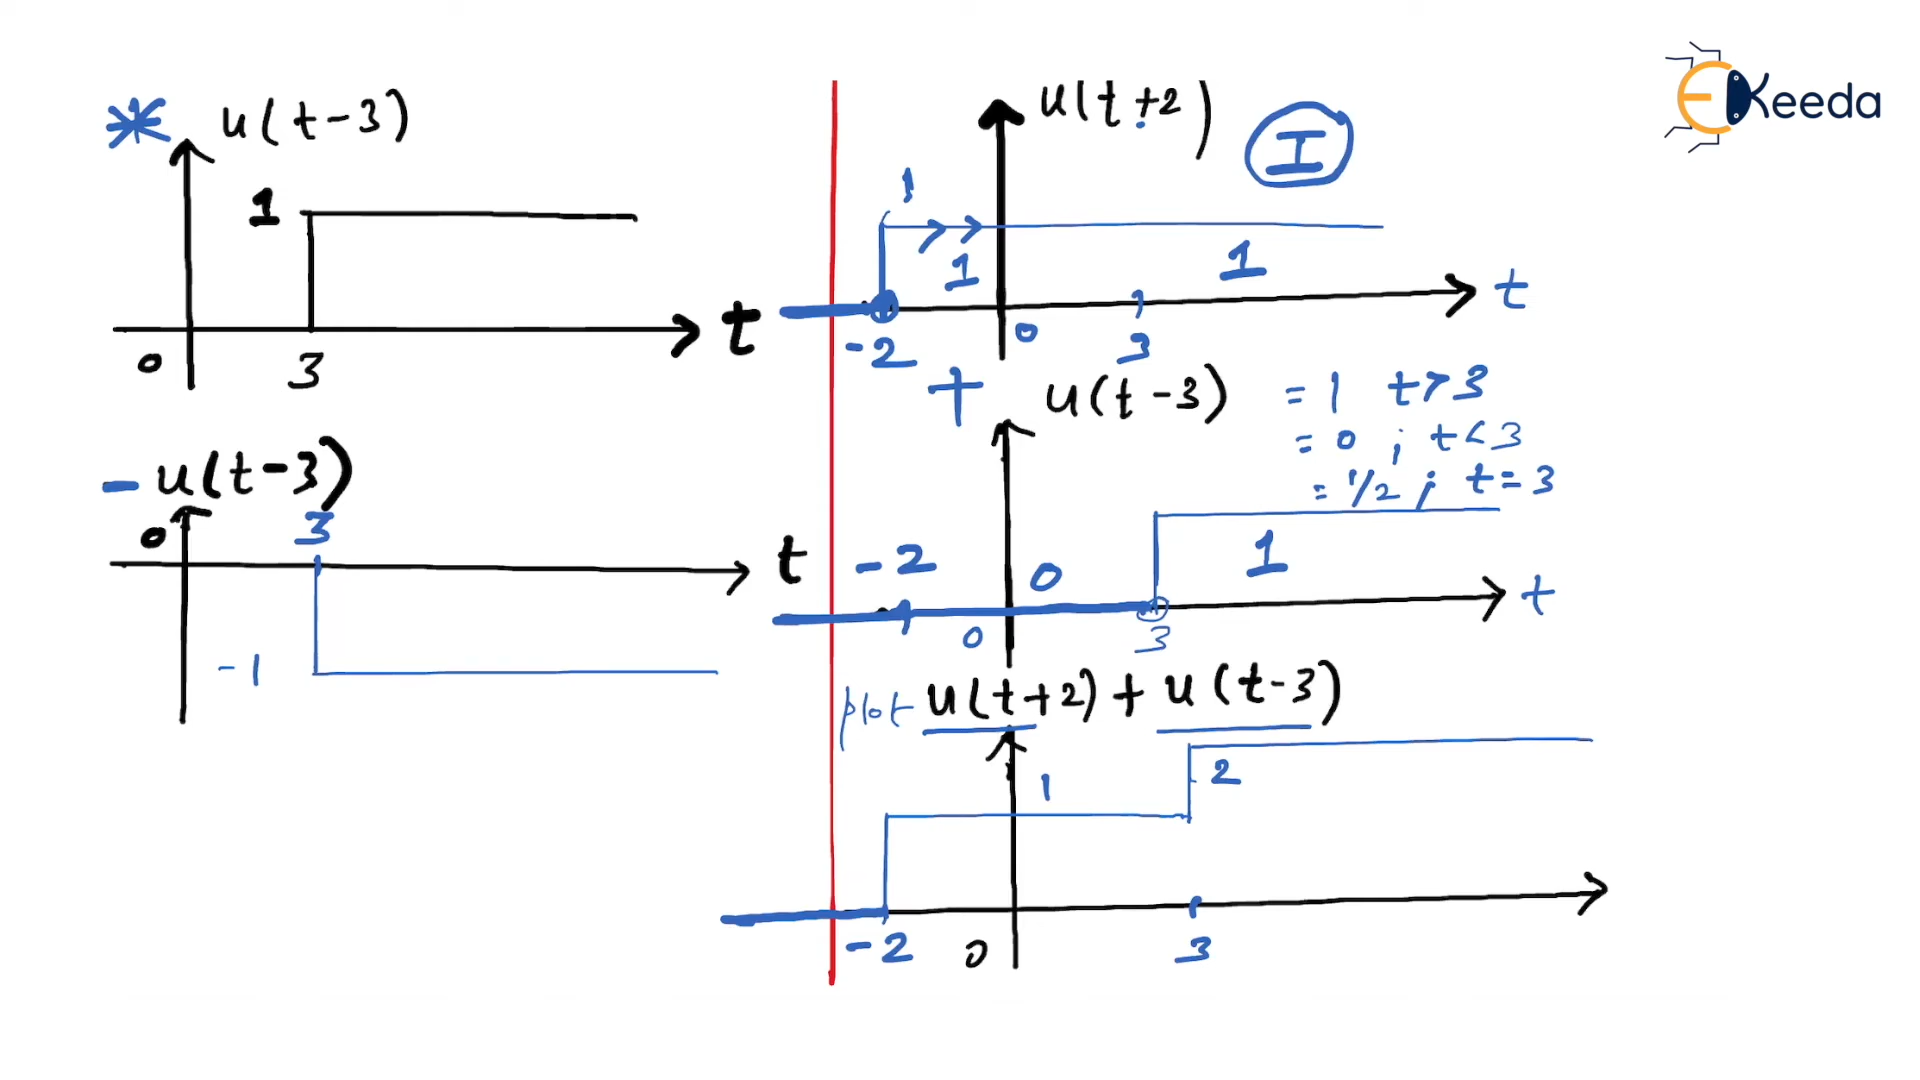 Keeda
u(t-3)
1
0
3
t
-u(t-3)
0
3
t
-1
u(t+2)
I
1
1
1
-2
0
3
t
+
u(t-3)
= 1 t>3
= 0 ; t<3
= 1/2 ; t=3
-2
0
1
0
3
t
plot u(t+2) + u(t-3)
1
2
-2
0
3